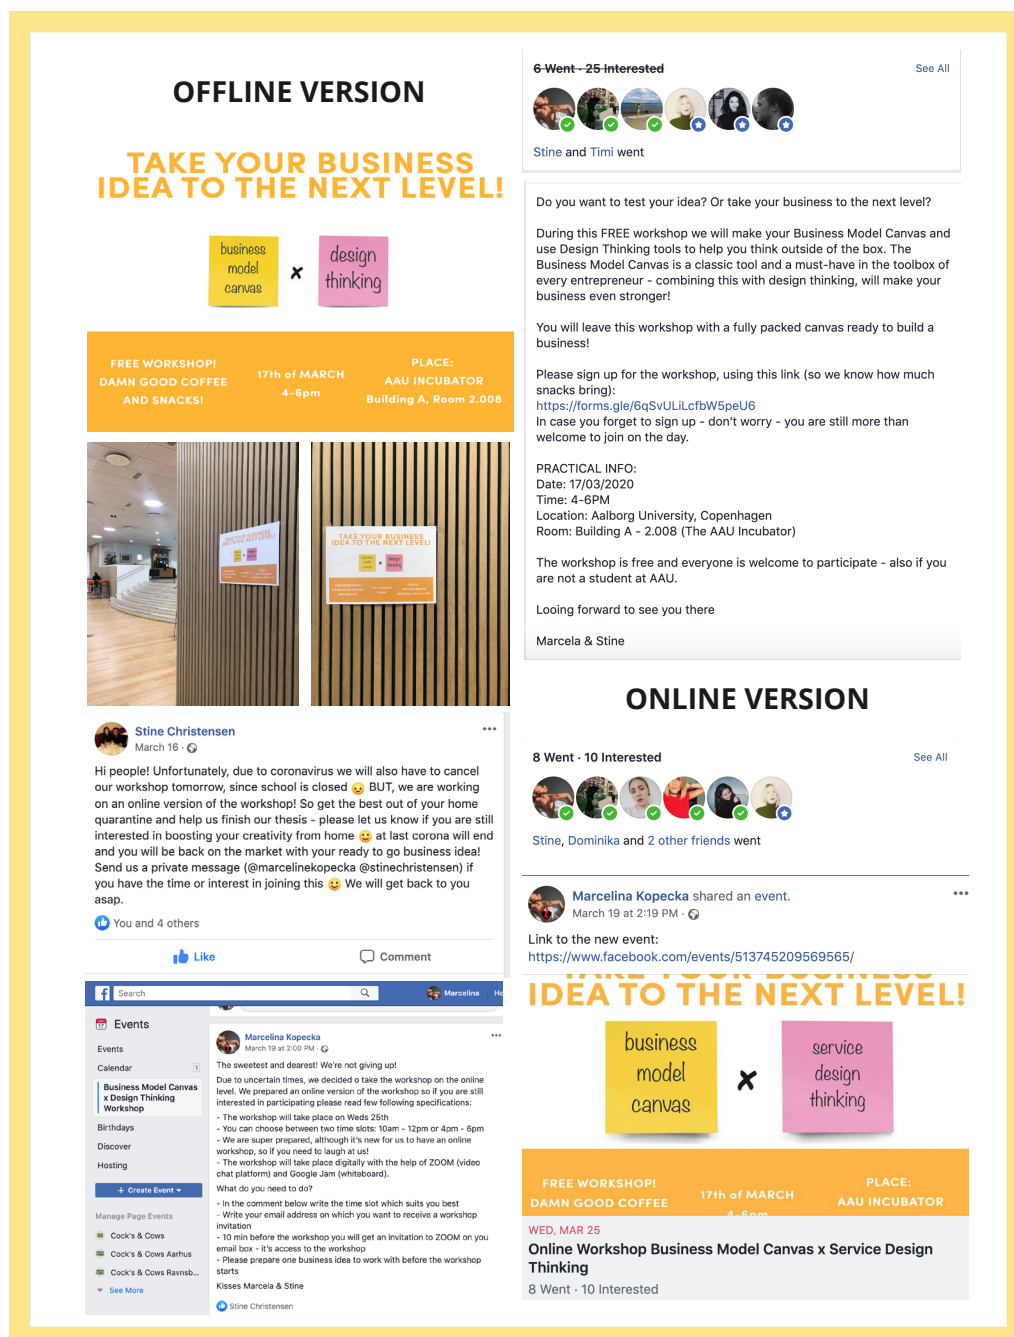 OFFLINE VERSION
TAKE YOUR BUSINESS
IDEA TO THE NEXT LEVEL!
business
model
canvas
×
design
thinking
FREE WORKSHOP!
DAMN GOOD COFFEE
AND SNACKS!
17th of MARCH
4-6pm
PLACE:
AAU INCUBATOR
Building A, Room 2.008
TAKE YOUR BUSINESS
IDEA TO THE NEXT LEVEL!
TAKE YOUR BUSINESS
IDEA TO THE NEXT LEVEL!
business
model
canvas
design
thinking
Stine Christensen
March 16 ·
Hi people! Unfortunately, due to coronavirus we will also have to cancel
our workshop tomorrow, since school is closed 😣 BUT, we are working
on an online version of the workshop! So get the best out of your home
quarantine and help us finish our thesis - please let us know if you are still
interested in boosting your creativity from home 😀 at last corona will end
and you will be back on the market with your ready to go business idea!
Send us a private message (@marcelinekopecka @stinechristensen) if
you have the time or interest in joining this 🙂 We will get back to you
asap.
You and 4 others
Like
Comment
Search
Marcelina
Ho
Events
Events
Calendar
1
Business Model Canvas
x Design Thinking
Workshop
Birthdays
Discover
Hosting
+ Create Event
Manage Page Events
Cock's & Cows
Cock's & Cows Aarhus
Cock's & Cows Ravnsb...
See More
Marcelina Kopecka
March 19 at 2:00 PM ·
The sweetest and dearest! We're not giving up!
Due to uncertain times, we decided o take the workshop on the online
level. We prepared an online version of the workshop so if you are still
interested in participating please read few following specifications:
- The workshop will take place on Weds 25th
- You can choose between two time slots: 10am - 12pm or 4pm - 6pm
- We are super prepared, although it's new for us to have an online
workshop, so if you need to laugh at us!
- The workshop will take place digitally with the help of ZOOM (video
chat platform) and Google Jam (whiteboard).
What do you need to do?
- In the comment below write the time slot which suits you best
- Write your email address on which you want to receive a workshop
invitation
- 10 min before the workshop you will get an invitation to ZOOM on you
email box - it's access to the workshop
- Please prepare one business idea to work with before the workshop
starts
Kisses Marcela & Stine
Stine Christensen
6 Went · 25 Interested
See All
Stine and Timi went
Do you want to test your idea? Or take your business to the next level?
During this FREE workshop we will make your Business Model Canvas and
use Design Thinking tools to help you think outside of the box. The
Business Model Canvas is a classic tool and a must-have in the toolbox of
every entrepreneur - combining this with design thinking, will make your
business even stronger!
You will leave this workshop with a fully packed canvas ready to build a
business!
Please sign up for the workshop, using this link (so we know how much
snacks bring):
https://forms.gle/6qSvULiLcfbW5peU6
In case you forget to sign up - don't worry - you are still more than
welcome to join on the day.
PRACTICAL INFO:
Date: 17/03/2020
Time: 4-6PM
Location: Aalborg University, Copenhagen
Room: Building A - 2.008 (The AAU Incubator)
The workshop is free and everyone is welcome to participate - also if you
are not a student at AAU.
Looing forward to see you there
Marcela & Stine
ONLINE VERSION
8 Went · 10 Interested
See All
Stine, Dominika and 2 other friends went
Marcelina Kopecka shared an event.
March 19 at 2:19 PM ·
Link to the new event:
https://www.facebook.com/events/513745209569565/
TAKE YOUR BUSINESS
IDEA TO THE NEXT LEVEL!
business
model
canvas
×
service
design
thinking
FREE WORKSHOP!
DAMN GOOD COFFEE
17th of MARCH
4-6pm
PLACE:
AAU INCUBATOR
WED, MAR 25
Online Workshop Business Model Canvas x Service Design
Thinking
8 Went · 10 Interested